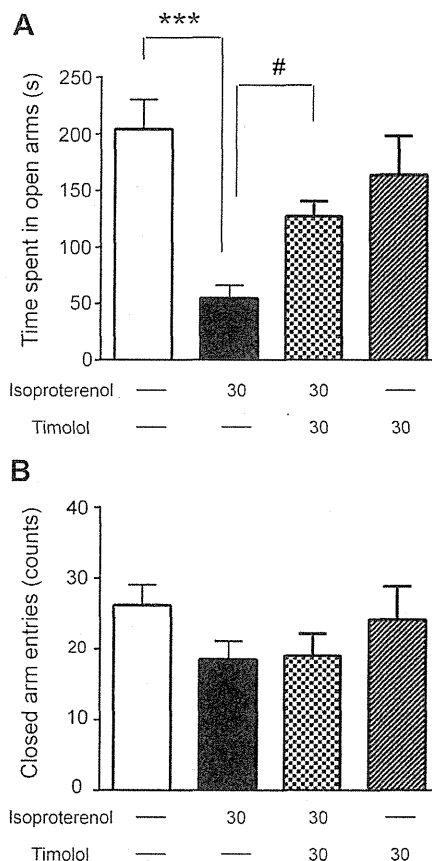 A
***
#
Time spent in open arms (s)
250
200
150
100
50
0
Isoproterenol — 30 30 —
Timolol — — 30 30
B
Closed arm entries (counts)
40
30
20
10
0
Isoproterenol — 30 30 —
Timolol — — 30 30